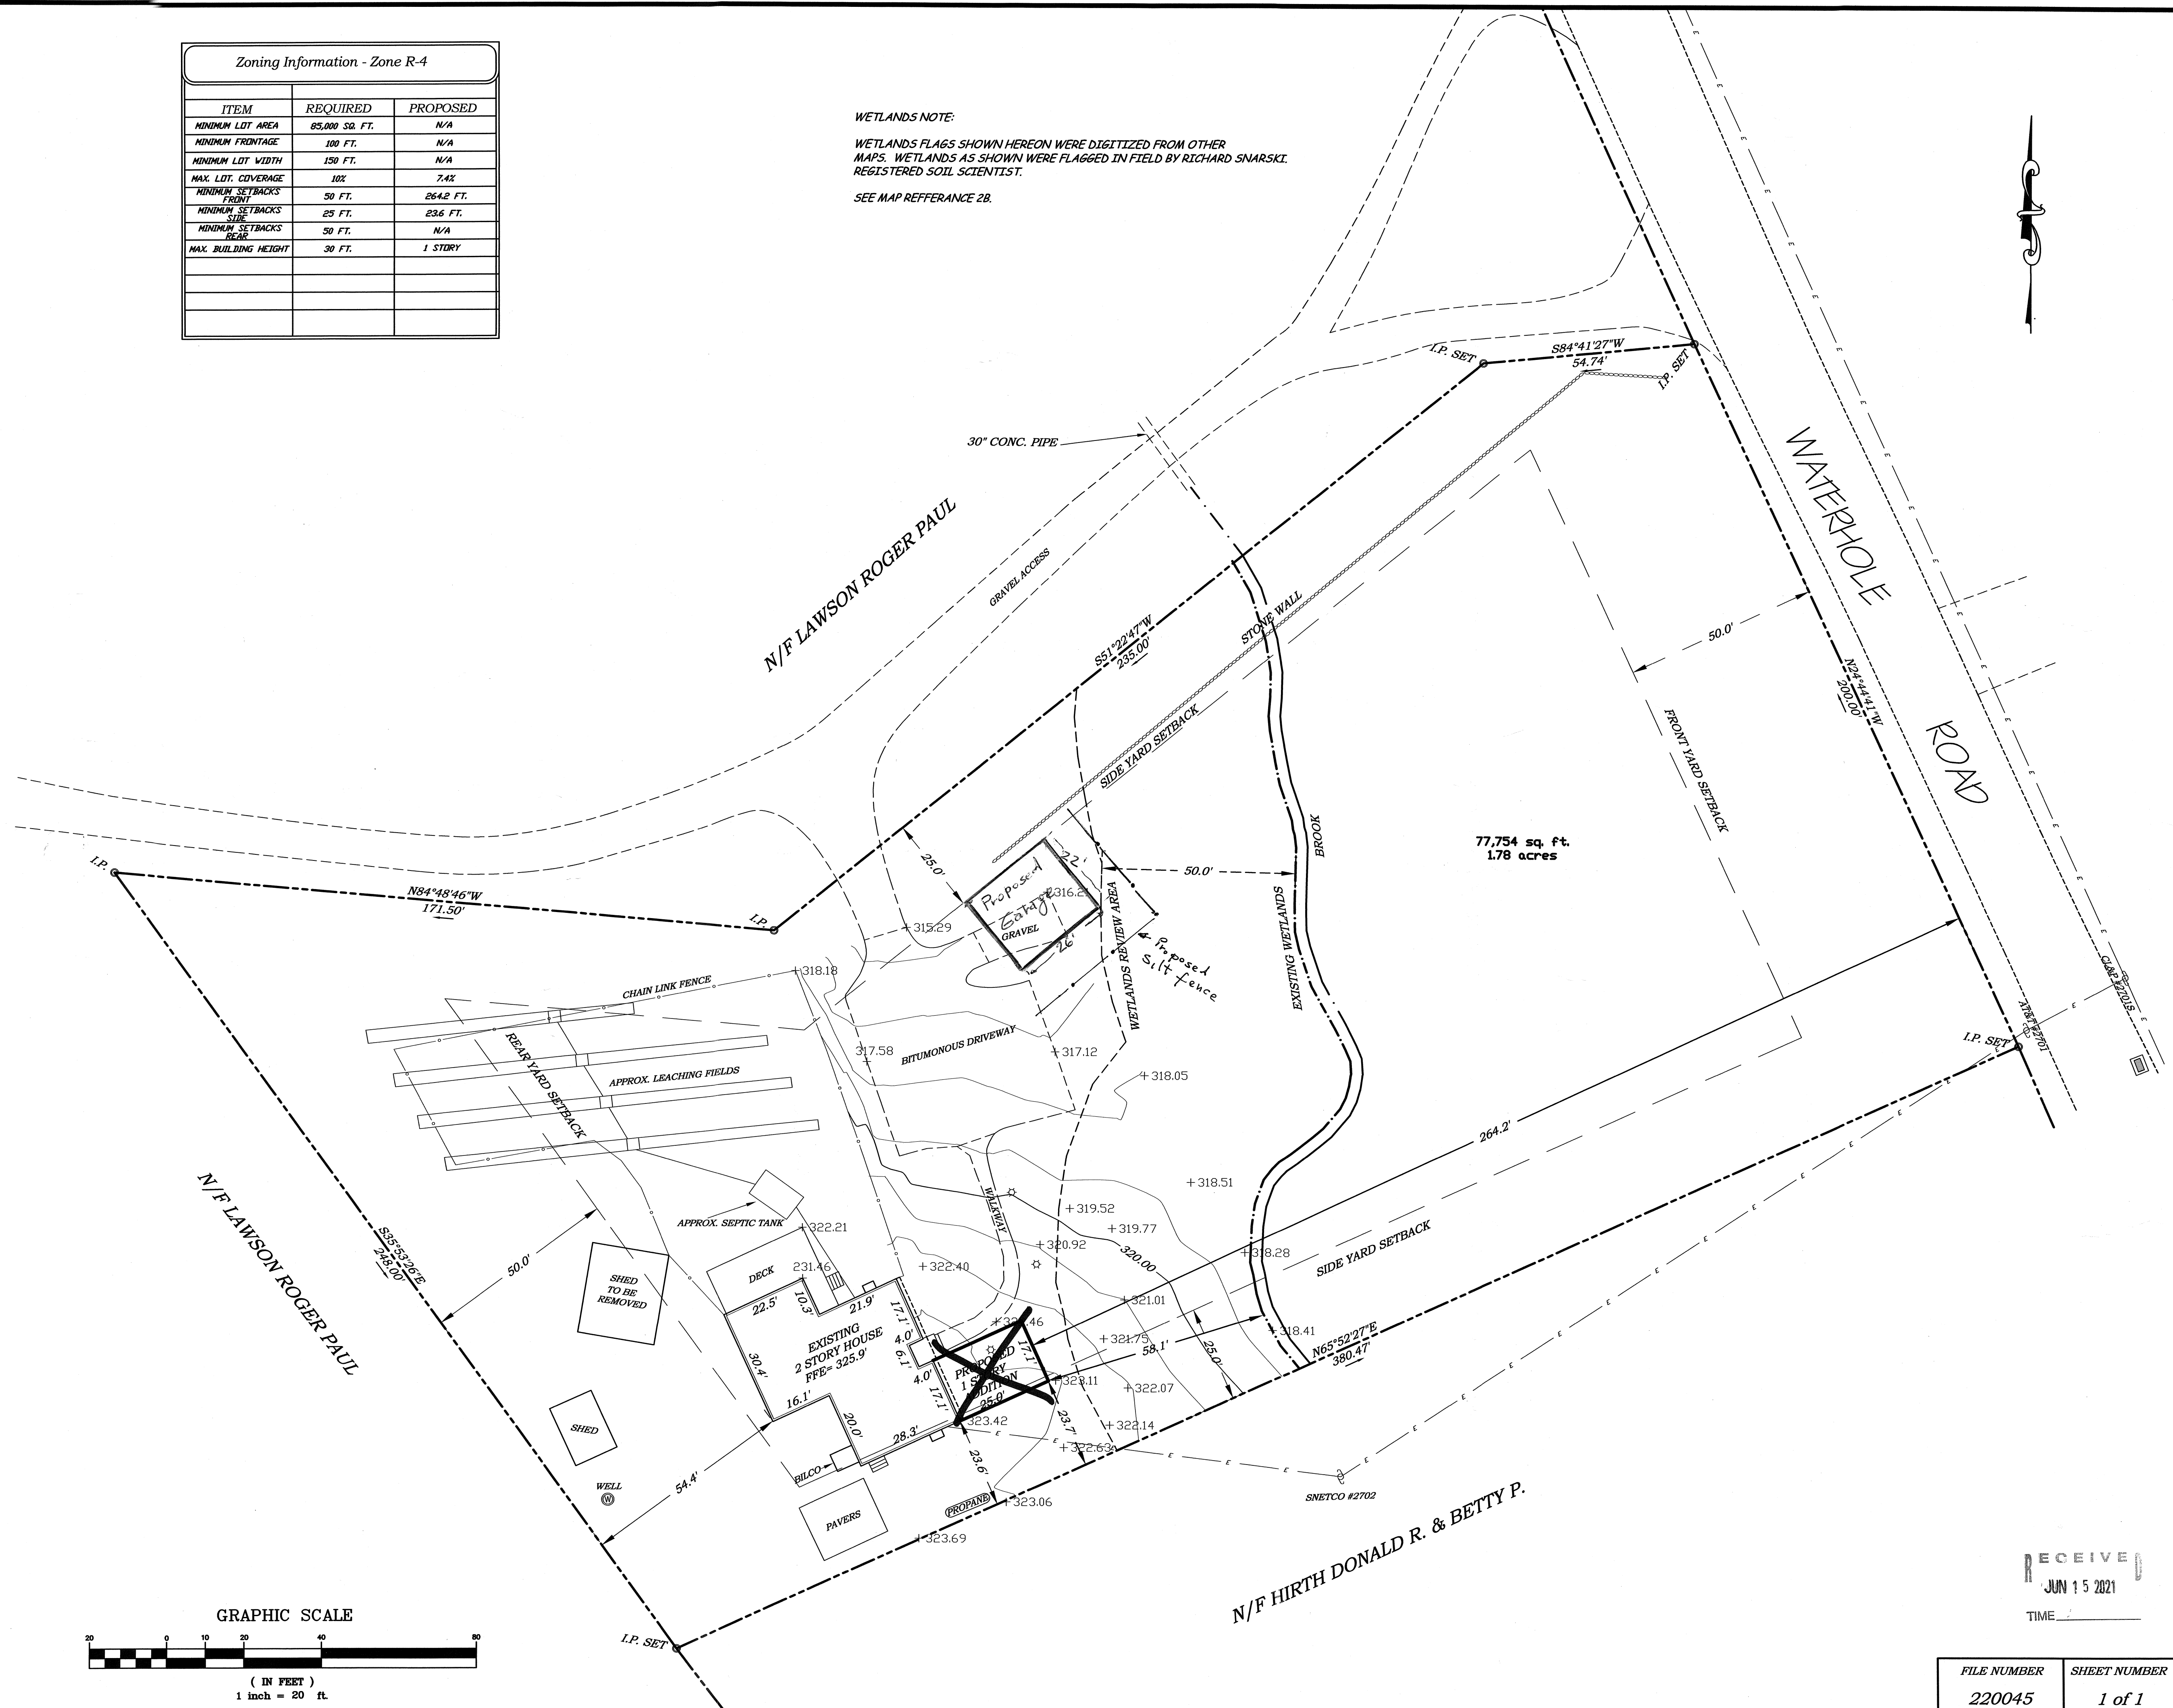 Zoning Information - Zone R-4
ITEM REQUIRED PROPOSED
MINIMUM LOT AREA 85,000 SQ. FT. N/A
MINIMUM FRONTAGE 100 FT. N/A
MINIMUM LOT WIDTH 150 FT. N/A
MAX. LOT. COVERAGE 10% 7.4%
MINIMUM SETBACKS FRONT 50 FT. 264.2 FT.
MINIMUM SETBACKS SIDE 25 FT. 23.6 FT.
MINIMUM SETBACKS REAR 50 FT. N/A
MAX. BUILDING HEIGHT 30 FT. 1 STORY
WETLANDS NOTE:
WETLANDS FLAGS SHOWN HEREON WERE DIGITIZED FROM OTHER
MAPS. WETLANDS AS SHOWN WERE FLAGGED IN FIELD BY RICHARD SNARSKI.
REGISTERED SOIL SCIENTIST.
SEE MAP REFFERANCE 2B.
I.P. SET
S84°41'27"W
54.74'
I.P. SET
30" CONC. PIPE
WATERHOLE
ROAD
N/F LAWSON ROGER PAUL
GRAVEL ACCESS
S51°22'47"W
235.00'
STONE WALL
SIDE YARD SETBACK
50.0'
N24°44'41"W
200.00'
FRONT YARD SETBACK
77,754 sq. ft.
1.78 acres
BROOK
EXISTING WETLANDS
50.0'
WETLANDS REVIEW AREA
25.0'
Proposed
Garage
22'
26'
316.21
GRAVEL
315.29
Proposed
Silt fence
I.P.
N84°48'46"W
171.50'
I.P.
318.18
CHAIN LINK FENCE
REAR YARD SETBACK
APPROX. LEACHING FIELDS
317.58
BITUMONOUS DRIVEWAY
317.12
318.05
I.P. SET
AT&T #2701
CL&P #2701S
264.2'
318.51
319.52
319.77
320.92
320.00
318.28
SIDE YARD SETBACK
WALKWAY
APPROX. SEPTIC TANK
322.21
322.40
321.01
321.75
318.41
58.1'
25.0'
N65°52'27"E
380.47'
N/F LAWSON ROGER PAUL
S35°53'26"E
248.00'
50.0'
SHED
TO BE
REMOVED
DECK
231.46
22.5'
10.3'
21.9'
17.1'
4.0'
6.1'
4.0'
17.1'
EXISTING
2 STORY HOUSE
FFE= 325.9'
30.4'
16.1'
20.0'
28.3'
PROPOSED
1 STORY
ADDITION
25.9'
17.1'
323.11
323.42
322.07
322.14
322.63
23.7'
23.6'
SHED
54.4'
WELL
W
BILCO
PAVERS
PROPANE
323.06
323.69
SNETCO #2702
N/F HIRTH DONALD R. & BETTY P.
I.P. SET
GRAPHIC SCALE
20 0 10 20 40 80
( IN FEET )
1 inch = 20 ft.
RECEIVED
JUN 15 2021
TIME
FILE NUMBER SHEET NUMBER
220045 1 of 1